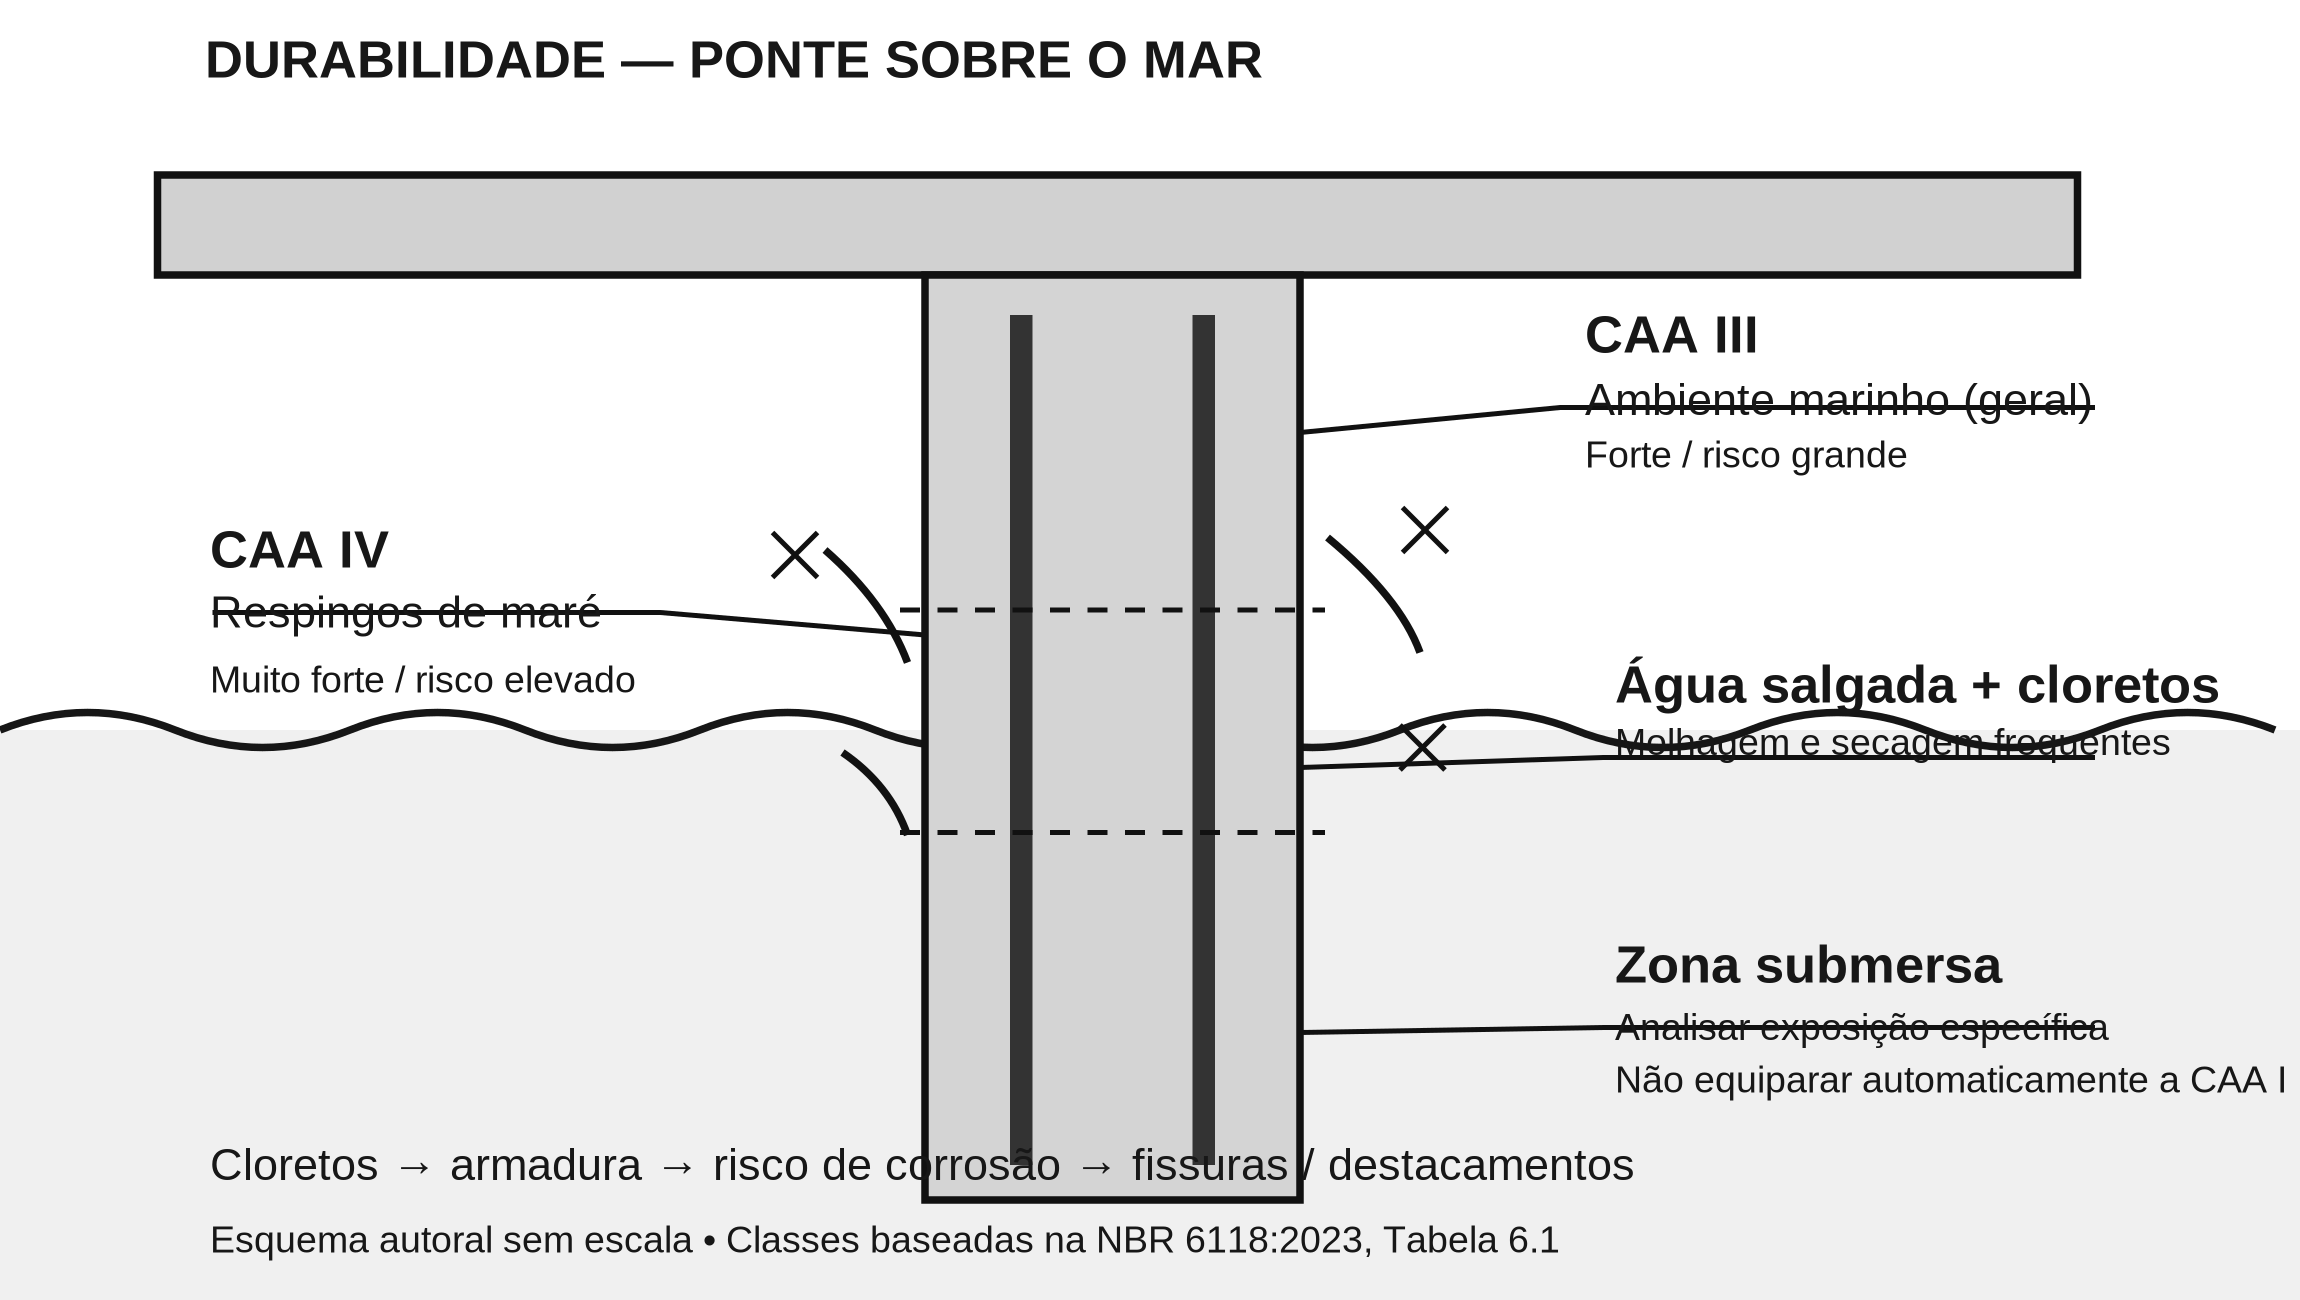 DURABILIDADE — PONTE SOBRE O MAR
CAA III
Ambiente marinho (geral)
Forte / risco grande
CAA IV
Respingos de maré
Muito forte / risco elevado
Água salgada + cloretos
Molhagem e secagem frequentes
Zona submersa
Analisar exposição específica
Não equiparar automaticamente a CAA I
Cloretos → armadura → risco de corrosão → fissuras / destacamentos
Esquema autoral sem escala • Classes baseadas na NBR 6118:2023, Tabela 6.1